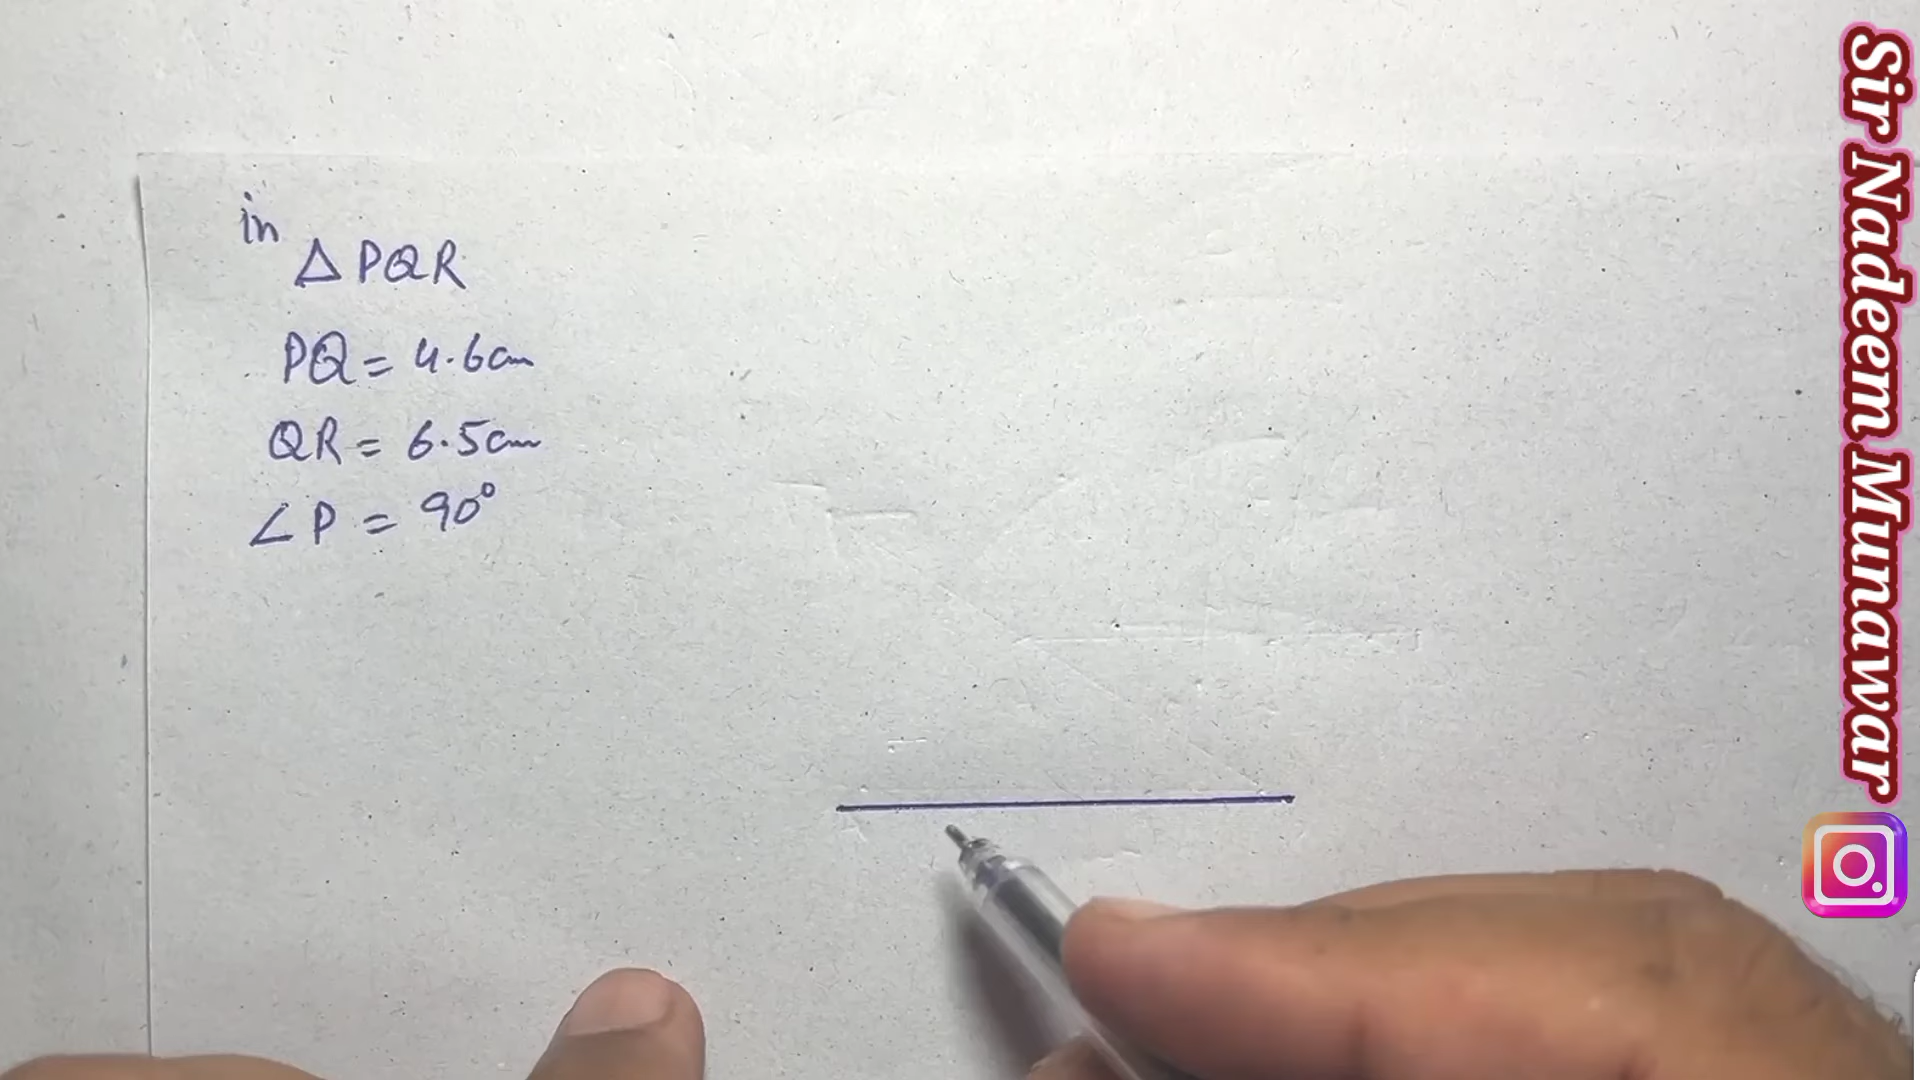 in
△ PQR
PQ = 4.6cm
QR = 6.5cm
∠P = 90°
Sir Nadeem Munawar